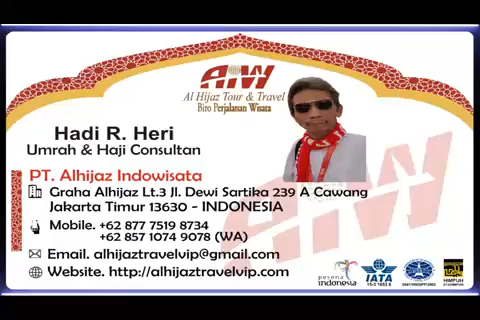 AIW
Al Hijaz Tour & Travel
Biro Perjalanan Wisata
Hadi R. Heri
Umrah & Haji Consultan
PT. Alhijaz Indowisata
Graha Alhijaz Lt.3 Jl. Dewi Sartika 239 A Cawang
Jakarta Timur 13630 - INDONESIA
Mobile. +62 877 7519 8734
+62 857 1074 9078 (WA)
Email. alhijaztravelvip@gmail.com
Website. http://alhijaztravelvip.com
pesona
indonesia
IATA
HIMPUH